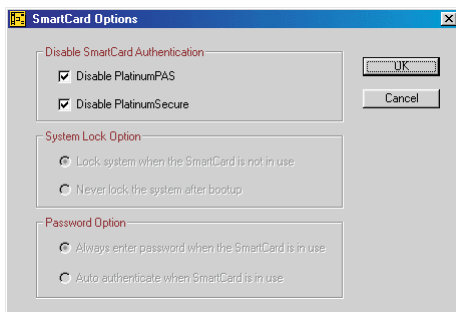 SmartCard Options
Disable SmartCard Authentication
Disable PlatinumPAS
Disable PlatinumSecure
OK
Cancel
System Lock Option
Lock system when the SmartCard is not in use
Never lock the system after bootup
Password Option
Always enter password when the SmartCard is in use
Auto authenticate when SmartCard is in use